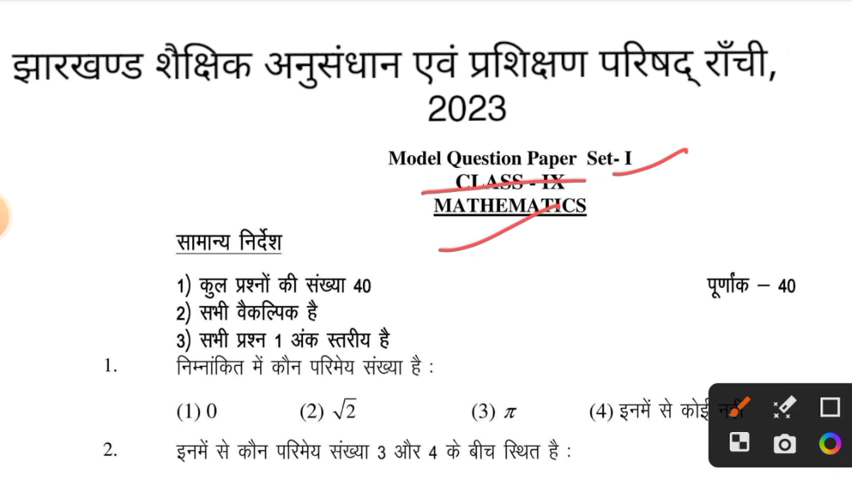 झारखण्ड शैक्षिक अनुसंधान एवं प्रशिक्षण परिषद् राँची,
2023
Model Question Paper Set- I
CLASS - IX
MATHEMATICS
सामान्य निर्देश
1) कुल प्रश्नों की संख्या 40 पूर्णांक – 40
2) सभी वैकल्पिक है
3) सभी प्रश्न 1 अंक स्तरीय है
1. निम्नांकित में कौन परिमेय संख्या है :
(1) 0 (2) √2 (3) π (4) इनमें से कोई नहीं
2. इनमें से कौन परिमेय संख्या 3 और 4 के बीच स्थित है :